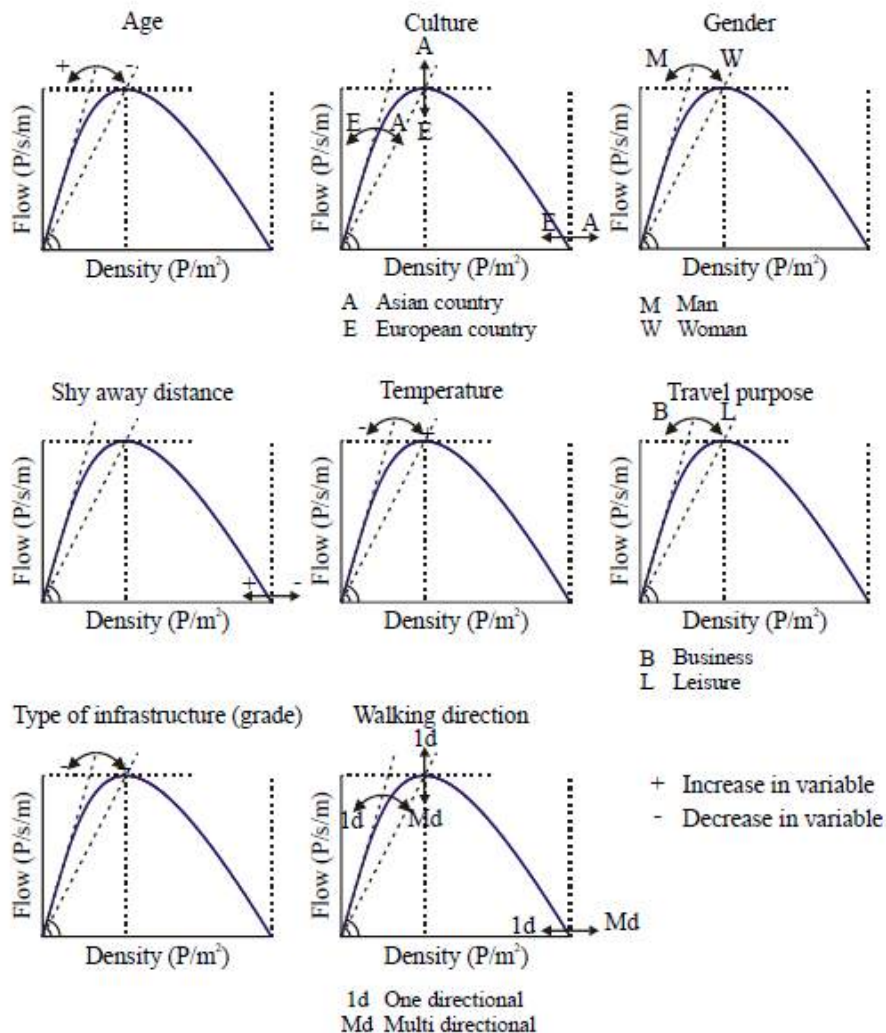 Age
+ -
Flow (P/s/m)
Density (P/m²)
Culture
A
E A
E
E A
Flow (P/s/m)
Density (P/m²)
A Asian country
E European country
Gender
M W
Flow (P/s/m)
Density (P/m²)
M Man
W Woman
Shy away distance
Flow (P/s/m)
+ -
Density (P/m²)
Temperature
- +
Flow (P/s/m)
Density (P/m²)
Travel purpose
B L
Flow (P/s/m)
Density (P/m²)
B Business
L Leisure
Type of infrastructure (grade)
-
Flow (P/s/m)
Density (P/m²)
Walking direction
1d
1d Md
Flow (P/s/m)
1d Md
Density (P/m²)
1d One directional
Md Multi directional
+ Increase in variable
- Decrease in variable